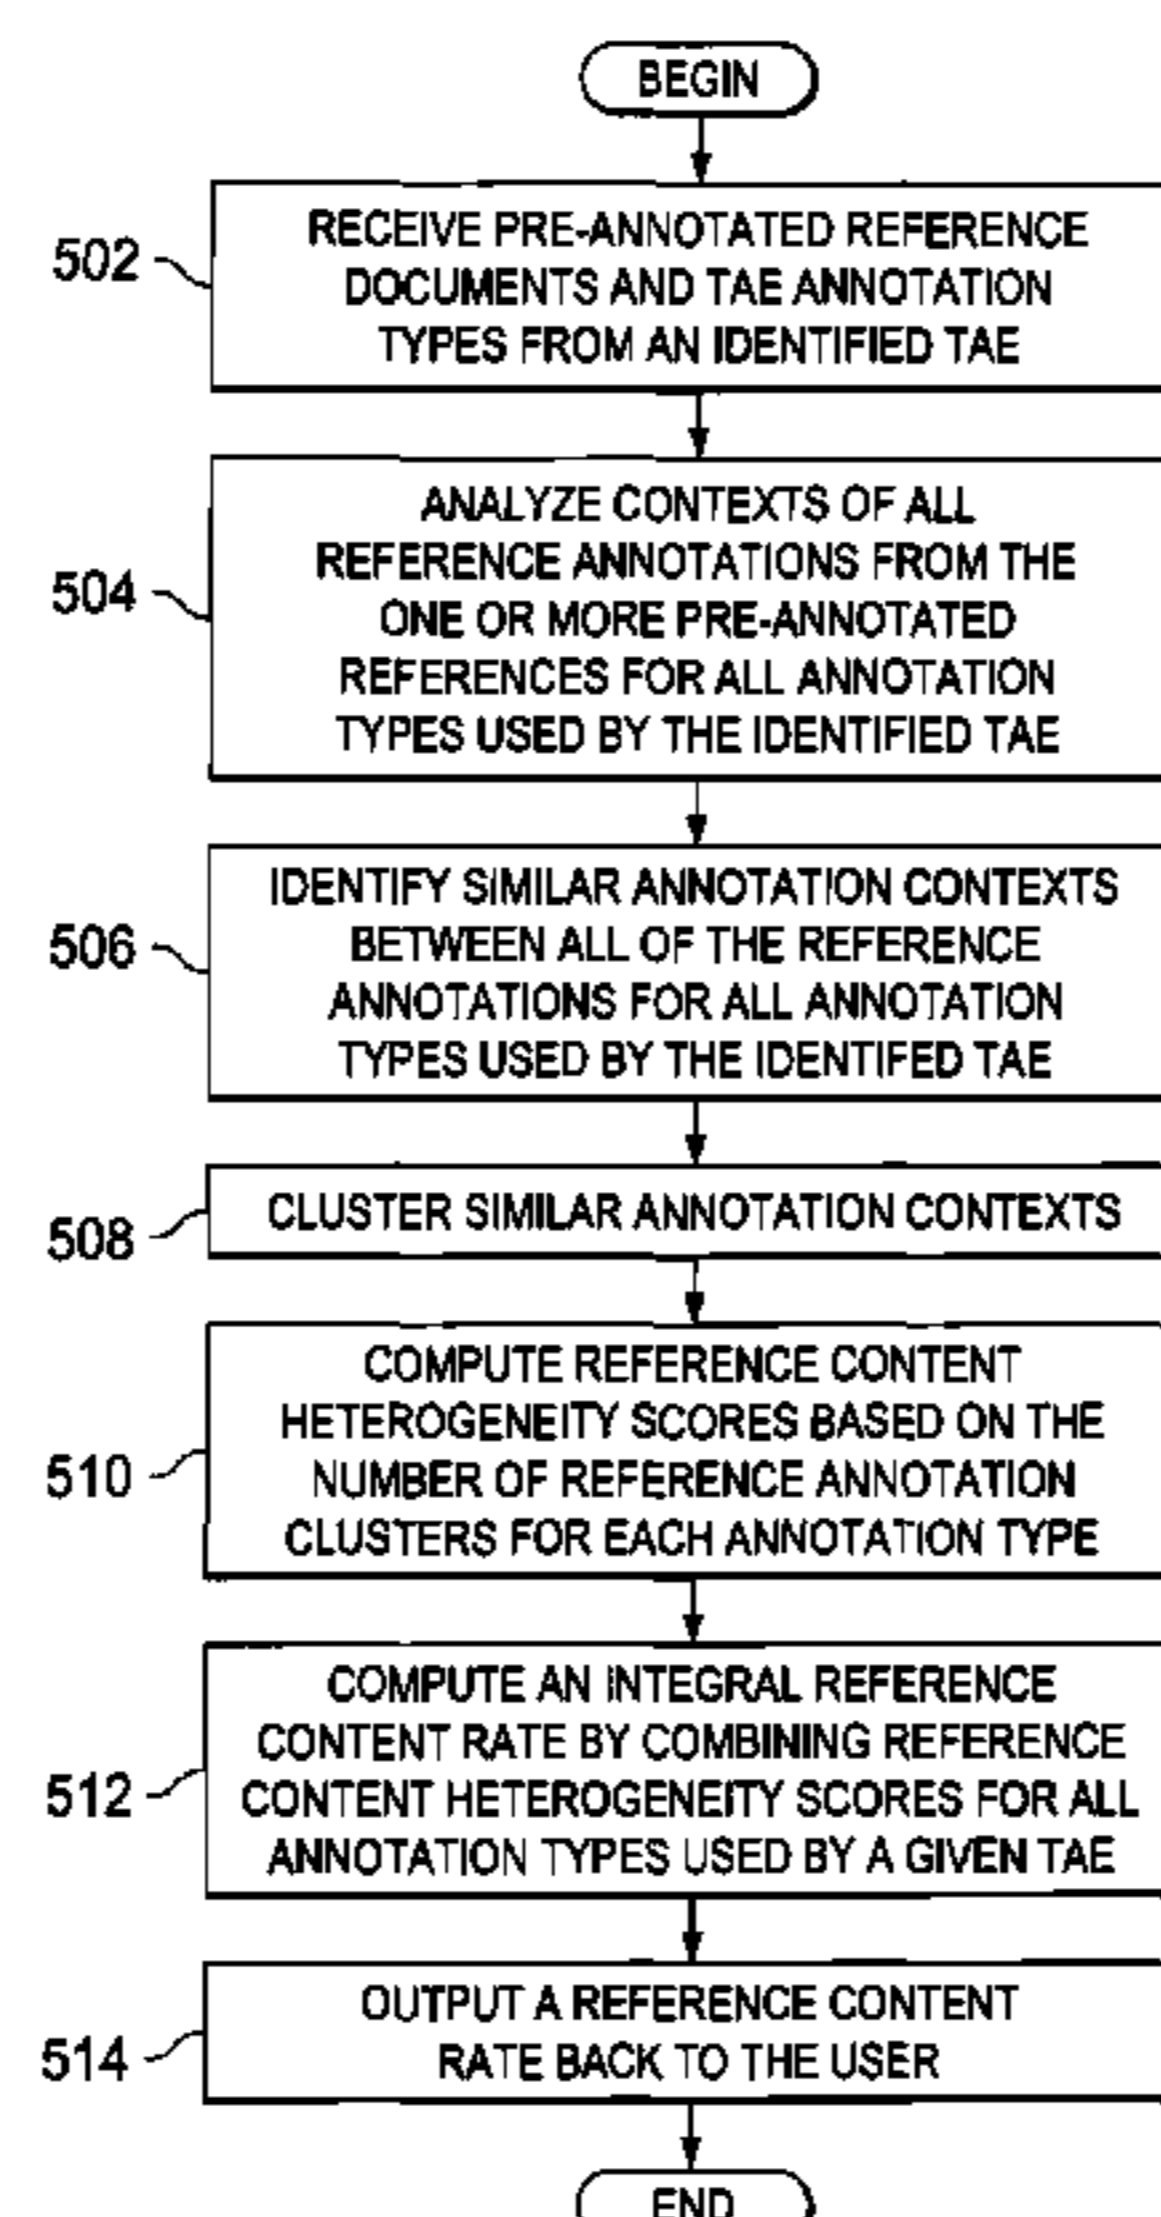 BEGIN
502
RECEIVE PRE-ANNOTATED REFERENCE
DOCUMENTS AND TAE ANNOTATION
TYPES FROM AN IDENTIFIED TAE
504
ANALYZE CONTEXTS OF ALL
REFERENCE ANNOTATIONS FROM THE
ONE OR MORE PRE-ANNOTATED
REFERENCES FOR ALL ANNOTATION
TYPES USED BY THE IDENTIFIED TAE
506
IDENTIFY SIMILAR ANNOTATION CONTEXTS
BETWEEN ALL OF THE REFERENCE
ANNOTATIONS FOR ALL ANNOTATION
TYPES USED BY THE IDENTIFED TAE
508
CLUSTER SIMILAR ANNOTATION CONTEXTS
510
COMPUTE REFERENCE CONTENT
HETEROGENEITY SCORES BASED ON THE
NUMBER OF REFERENCE ANNOTATION
CLUSTERS FOR EACH ANNOTATION TYPE
512
COMPUTE AN INTEGRAL REFERENCE
CONTENT RATE BY COMBINING REFERENCE
CONTENT HETEROGENEITY SCORES FOR ALL
ANNOTATION TYPES USED BY A GIVEN TAE
514
OUTPUT A REFERENCE CONTENT
RATE BACK TO THE USER
END